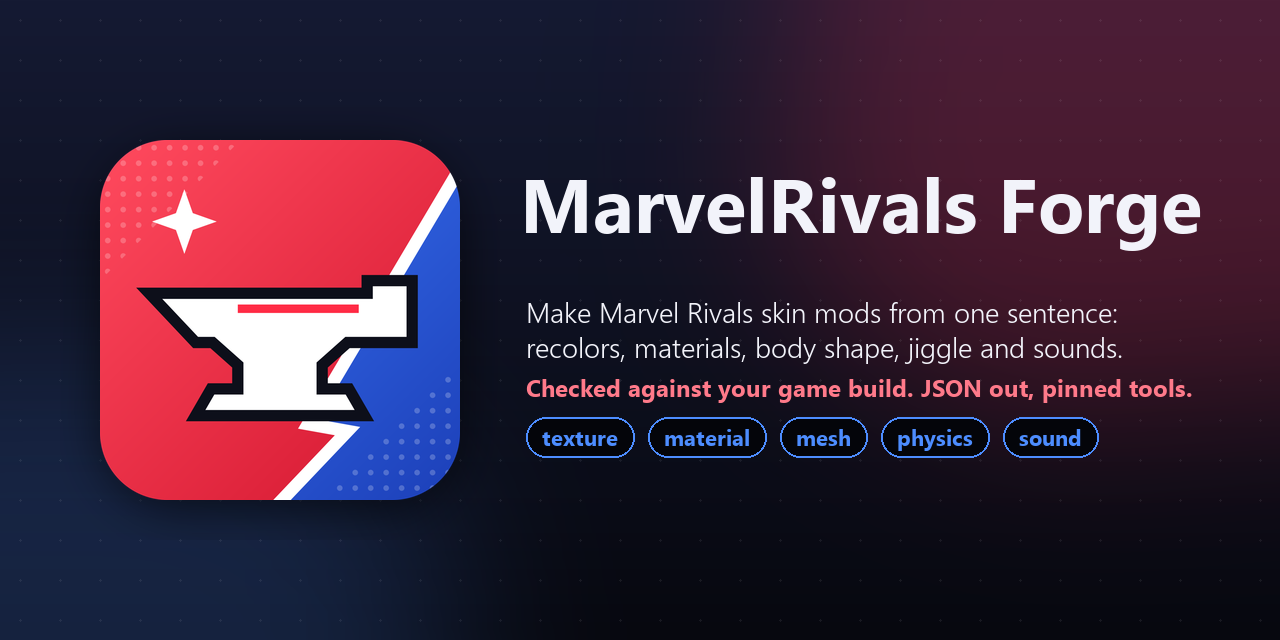 MarvelRivals Forge
Make Marvel Rivals skin mods from one sentence:
recolors, materials, body shape, jiggle and sounds.
Checked against your game build. JSON out, pinned tools.
texture material mesh physics sound